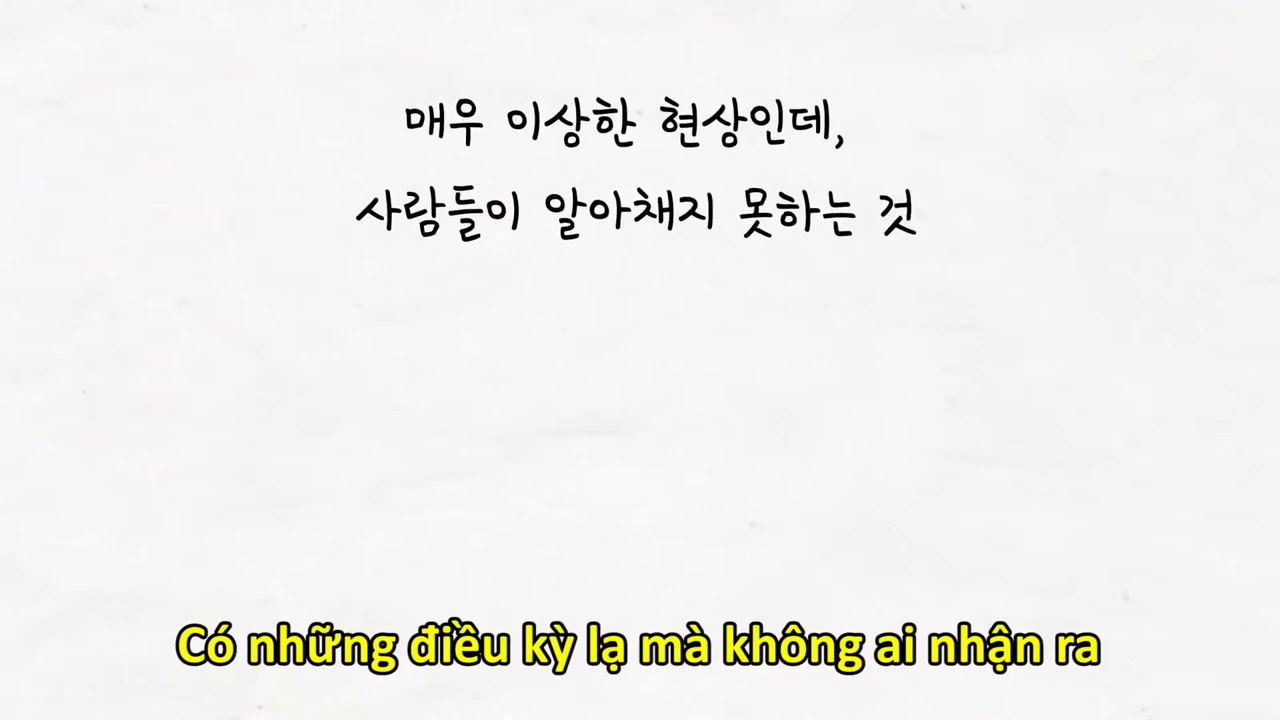 매우 이상한 현상인데,
사람들이 알아채지 못하는 것
Có những điều kỳ lạ mà không ai nhận ra